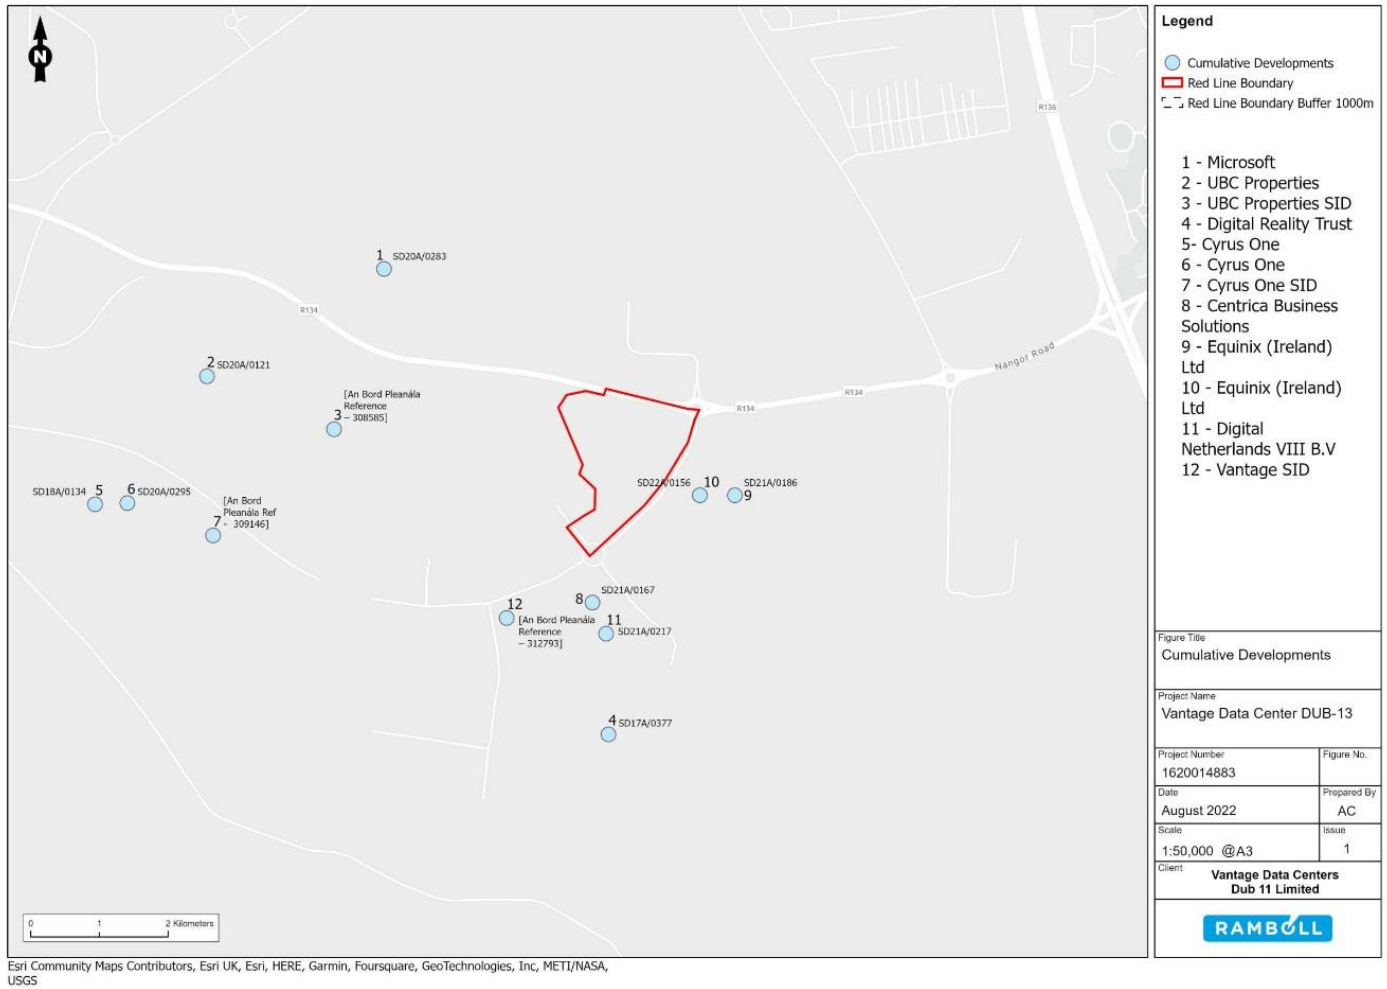 N
R136
1 SD20A/0283
R134
2 SD20A/0121
[An Bord Pleanála
Reference
– 308585]
3
Nangor Road
R134
R134
SD18A/0134 5
6 SD20A/0295
[An Bord
Pleanála Ref
- 309146]
7
SD22A/0156 10
SD21A/0186
9
8 SD21A/0167
12
[An Bord Pleanála
Reference
– 312793]
11
SD21A/0217
4 SD17A/0377
0 1 2 Kilometers
Esri Community Maps Contributors, Esri UK, Esri, HERE, Garmin, Foursquare, GeoTechnologies, Inc, METI/NASA,
USGS
Legend
Cumulative Developments
Red Line Boundary
Red Line Boundary Buffer 1000m
1 - Microsoft
2 - UBC Properties
3 - UBC Properties SID
4 - Digital Reality Trust
5- Cyrus One
6 - Cyrus One
7 - Cyrus One SID
8 - Centrica Business
Solutions
9 - Equinix (Ireland)
Ltd
10 - Equinix (Ireland)
Ltd
11 - Digital
Netherlands VIII B.V
12 - Vantage SID
Figure Title
Cumulative Developments
Project Name
Vantage Data Center DUB-13
Project Number
1620014883
Figure No.
Date
August 2022
Prepared By
AC
Scale
1:50,000 @A3
Issue
1
Client
Vantage Data Centers
Dub 11 Limited
RAMBOLL